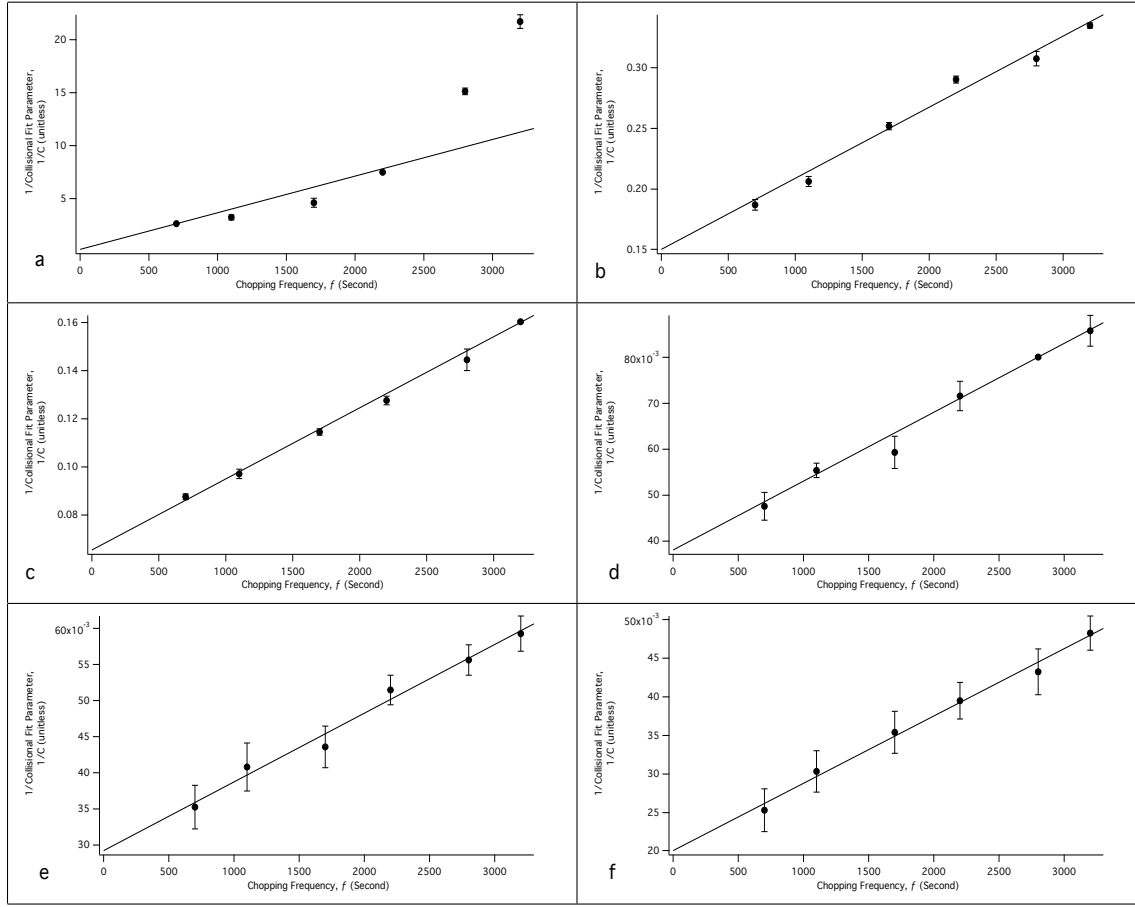 1/Collisional Fit Parameter,
1/C (unitless)
20
15
10
5
0 500 1000 1500 2000 2500 3000
Chopping Frequency, f (Second)
a
1/Collisional Fit Parameter,
1/C (unitless)
0.30
0.25
0.20
0.15
0 500 1000 1500 2000 2500 3000
Chopping Frequency, f (Second)
b
1/Collisional Fit Parameter,
1/C (unitless)
0.16
0.14
0.12
0.10
0.08
0 500 1000 1500 2000 2500 3000
Chopping Frequency, f (Second)
c
1/Collisional Fit Parameter,
1/C (unitless)
80x10⁻³
70
60
50
40
0 500 1000 1500 2000 2500 3000
Chopping Frequency, f (Second)
d
1/Collisional Fit Parameter,
1/C (unitless)
60x10⁻³
55
50
45
40
35
30
0 500 1000 1500 2000 2500 3000
Chopping Frequency, f (Second)
e
1/Collisional Fit Parameter,
1/C (unitless)
50x10⁻³
45
40
35
30
25
20
0 500 1000 1500 2000 2500 3000
Chopping Frequency, f (Second)
f